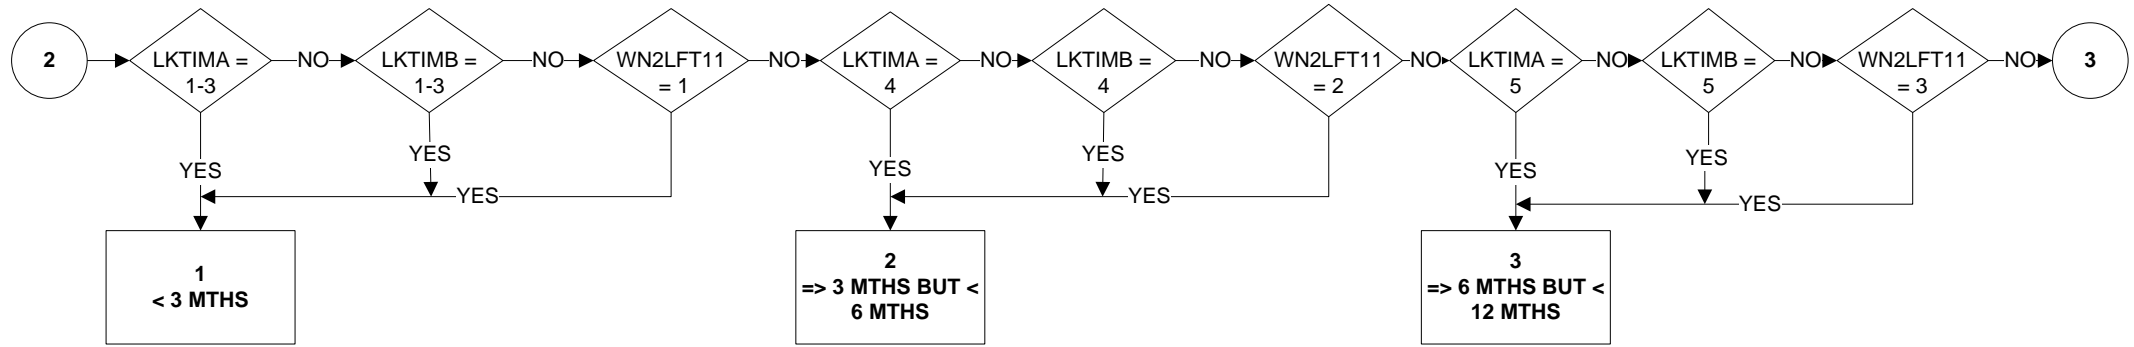 2
LKTIMA =
1-3
NO
LKTIMB =
1-3
NO
WN2LFT11
= 1
NO
LKTIMA =
4
NO
LKTIMB =
4
NO
WN2LFT11
= 2
NO
LKTIMA =
5
NO
LKTIMB =
5
NO
WN2LFT11
= 3
NO
3
YES
YES
YES
YES
YES
YES
YES
YES
YES
1
< 3 MTHS
2
=> 3 MTHS BUT <
6 MTHS
3
=> 6 MTHS BUT <
12 MTHS